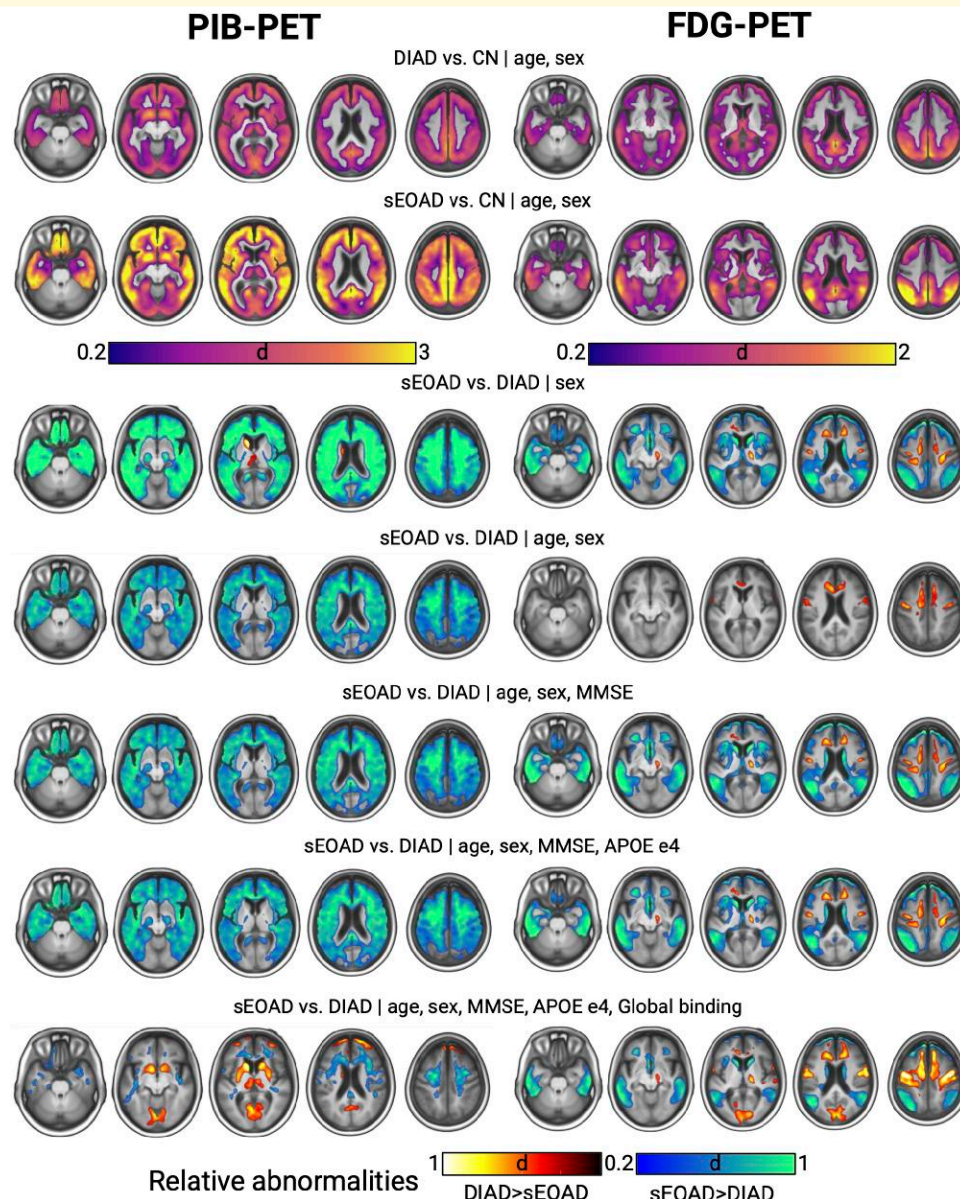 PIB-PET FDG-PET
DIAD vs. CN | age, sex
sEOAD vs. CN | age, sex
0.2 d 3 0.2 d 2
sEOAD vs. DIAD | sex
sEOAD vs. DIAD | age, sex
sEOAD vs. DIAD | age, sex, MMSE
sEOAD vs. DIAD | age, sex, MMSE, APOE e4
sEOAD vs. DIAD | age, sex, MMSE, APOE e4, Global binding
Relative abnormalities 1 d 0.2 d 1
DIAD>sEOAD sEOAD>DIAD